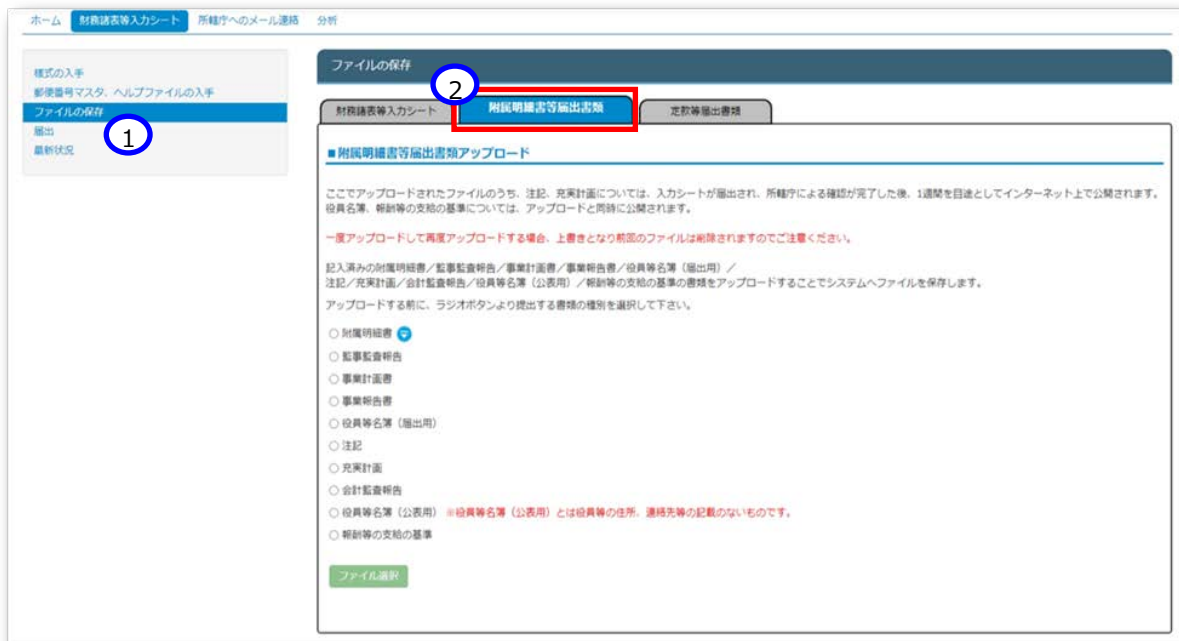 ホーム 財務諸表等入力シート 所轄庁へのメール連絡 分析
様式の入手
郵便番号マスタ、ヘルプファイルの入手
ファイルの保存
届出
最新状況
1
ファイルの保存
2
財務諸表等入力シート 附属明細書等届出書類 定款等届出書類
■附属明細書等届出書類アップロード
ここでアップロードされたファイルのうち、注記、充実計画については、入力シートが届出され、所轄庁による確認が完了した後、1週間を目途としてインターネット上で公開されます。
役員名簿、報酬等の支給の基準については、アップロードと同時に公開されます。
一度アップロードして再度アップロードする場合、上書きとなり前回のファイルは削除されますのでご注意ください。
記入済みの附属明細書／監事監査報告／事業計画書／事業報告書／役員等名簿（届出用）／
注記／充実計画／会計監査報告／役員等名簿（公表用）／報酬等の支給の基準の書類をアップロードすることでシステムへファイルを保存します。
アップロードする前に、ラジオボタンより提出する書類の種別を選択して下さい。
附属明細書
監事監査報告
事業計画書
事業報告書
役員等名簿（届出用）
注記
充実計画
会計監査報告
役員等名簿（公表用） ※役員等名簿（公表用）とは役員等の住所、連絡先等の記載のないものです。
報酬等の支給の基準
ファイル選択